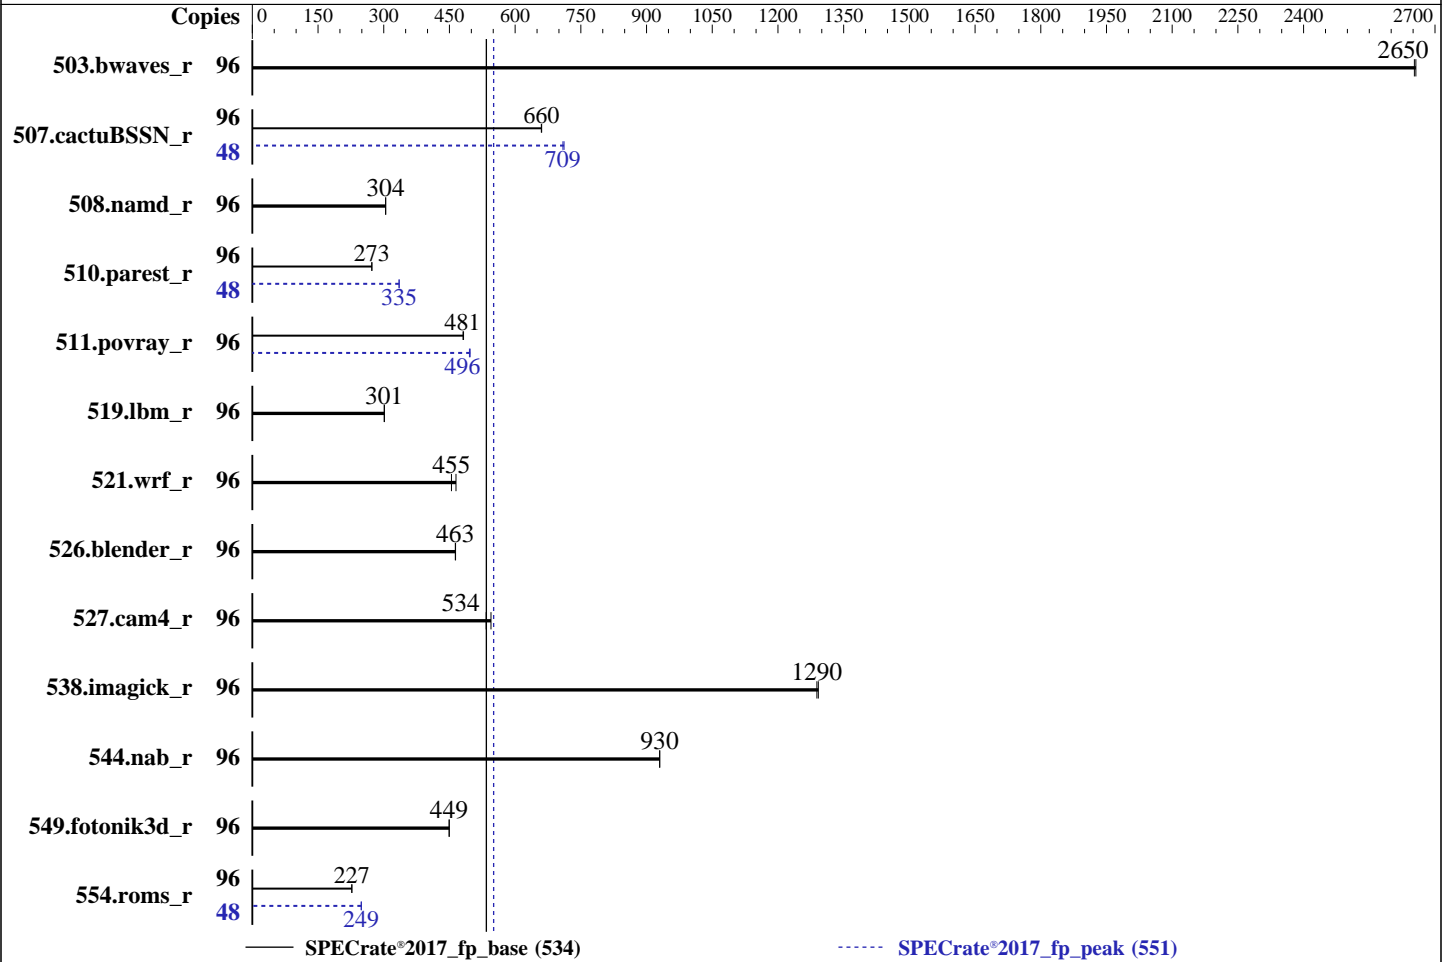 Copies 0 150 300 450 600 750 900 1050 1200 1350 1500 1650 1800 1950 2100 2250 2400 2700
503.bwaves_r 96 2650
507.cactuBSSN_r 96 660
48 709
508.namd_r 96 304
510.parest_r 96 273
48 335
511.povray_r 96 481
496
519.lbm_r 96 301
521.wrf_r 96 455
526.blender_r 96 463
527.cam4_r 96 534
538.imagick_r 96 1290
544.nab_r 96 930
549.fotonik3d_r 96 449
554.roms_r 96 227
48 249
SPECrate®2017_fp_base (534) SPECrate®2017_fp_peak (551)